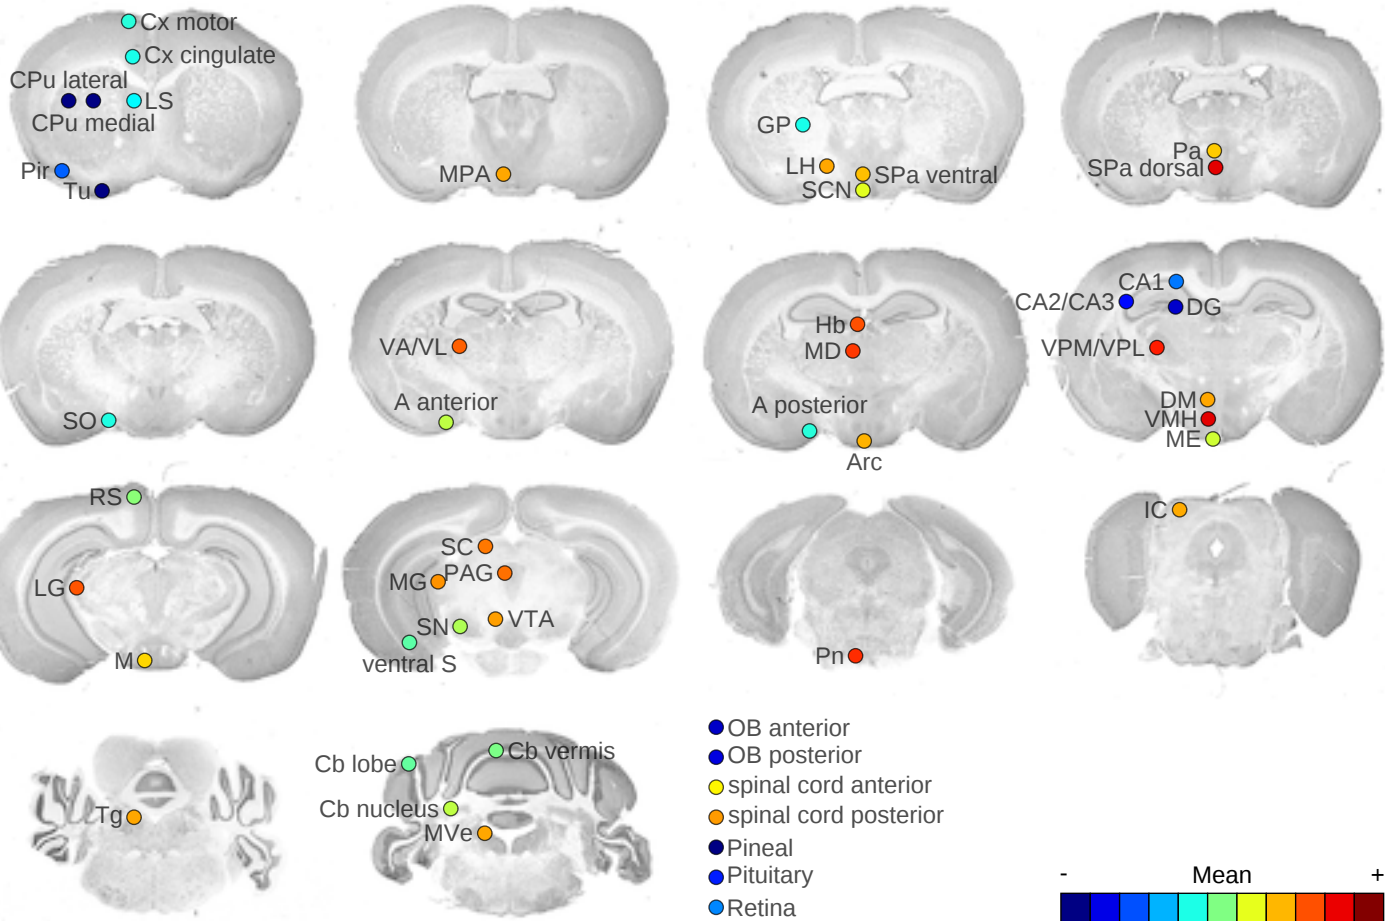 Cx motor
Cx cingulate
CPu lateral
LS
CPu medial
Pir
Tu
MPA
GP
LH
SPa ventral
SCN
Pa
SPa dorsal
SO
VA/VL
A anterior
Hb
MD
A posterior
Arc
CA1
CA2/CA3
DG
VPM/VPL
DM
VMH
ME
RS
LG
M
SC
PAG
MG
VTA
SN
ventral S
Pn
IC
Tg
Cb vermis
Cb lobe
Cb nucleus
MVe
OB anterior
OB posterior
spinal cord anterior
spinal cord posterior
Pineal
Pituitary
Retina
- Mean +